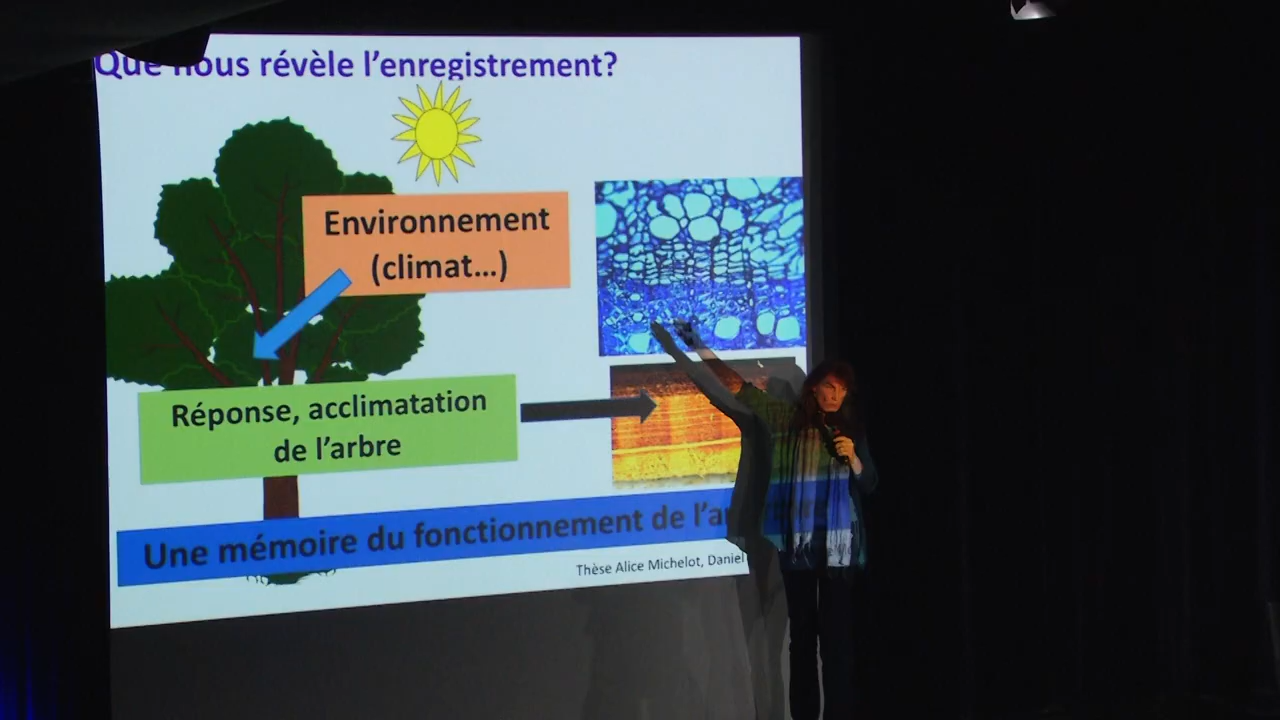 Que nous révèle l'enregistrement?
Environnement
(climat...)
Réponse, acclimatation
de l'arbre
Une mémoire du fonctionnement de
Thèse Alice Michelot, Daniel